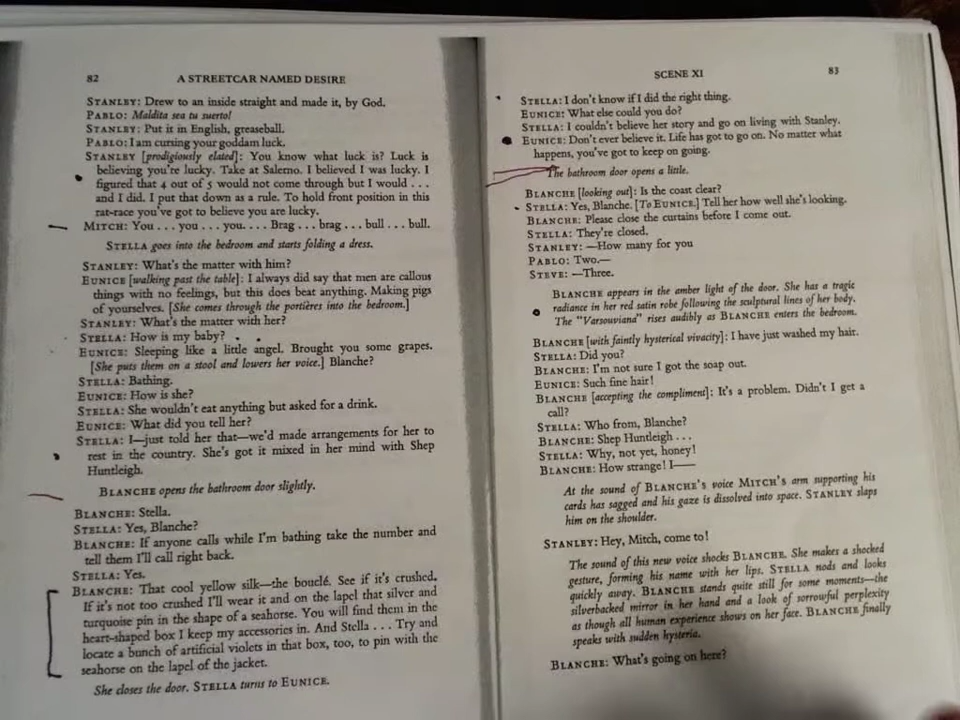 82 A STREETCAR NAMED DESIRE
STANLEY: Drew to an inside straight and made it, by God.
PABLO: Maldita sea tu suerto!
STANLEY: Put it in English, greaseball.
PABLO: I am cursing your goddam luck.
STANLEY [prodigiously elated]: You know what luck is? Luck is
believing you're lucky. Take at Salerno. I believed I was lucky. I
figured that 4 out of 5 would not come through but I would . . .
and I did. I put that down as a rule. To hold front position in this
rat-race you've got to believe you are lucky.
MITCH: You . . . you . . . you. . . . Brag . . . brag . . . bull . . . bull.
STELLA goes into the bedroom and starts folding a dress.
STANLEY: What's the matter with him?
EUNICE [walking past the table]: I always did say that men are callous
things with no feelings, but this does beat anything. Making pigs
of yourselves. [She comes through the portières into the bedroom.]
STANLEY: What's the matter with her?
STELLA: How is my baby?
EUNICE: Sleeping like a little angel. Brought you some grapes.
[She puts them on a stool and lowers her voice.] Blanche?
STELLA: Bathing.
EUNICE: How is she?
STELLA: She wouldn't eat anything but asked for a drink.
EUNICE: What did you tell her?
STELLA: I—just told her that—we'd made arrangements for her to
rest in the country. She's got it mixed in her mind with Shep
Huntleigh.
BLANCHE opens the bathroom door slightly.
BLANCHE: Stella.
STELLA: Yes, Blanche?
BLANCHE: If anyone calls while I'm bathing take the number and
tell them I'll call right back.
STELLA: Yes.
BLANCHE: That cool yellow silk—the bouclé. See if it's crushed.
If it's not too crushed I'll wear it and on the lapel that silver and
turquoise pin in the shape of a seahorse. You will find them in the
heart-shaped box I keep my accessories in. And Stella . . . Try and
locate a bunch of artificial violets in that box, too, to pin with the
seahorse on the lapel of the jacket.
She closes the door. STELLA turns to EUNICE.
SCENE XI 83
STELLA: I don't know if I did the right thing.
EUNICE: What else could you do?
STELLA: I couldn't believe her story and go on living with Stanley.
EUNICE: Don't ever believe it. Life has got to go on. No matter what
happens, you've got to keep on going.
The bathroom door opens a little.
BLANCHE [looking out]: Is the coast clear?
STELLA: Yes, Blanche. [To EUNICE.] Tell her how well she's looking.
BLANCHE: Please close the curtains before I come out.
STELLA: They're closed.
STANLEY: —How many for you
PABLO: Two.—
STEVE: —Three.
BLANCHE appears in the amber light of the door. She has a tragic
radiance in her red satin robe following the sculptural lines of her body.
The "Varsouviana" rises audibly as BLANCHE enters the bedroom.
BLANCHE [with faintly hysterical vivacity]: I have just washed my hair.
STELLA: Did you?
BLANCHE: I'm not sure I got the soap out.
EUNICE: Such fine hair!
BLANCHE [accepting the compliment]: It's a problem. Didn't I get a
call?
STELLA: Who from, Blanche?
BLANCHE: Shep Huntleigh . . .
STELLA: Why, not yet, honey!
BLANCHE: How strange! I——
At the sound of BLANCHE'S voice MITCH'S arm supporting his
cards has sagged and his gaze is dissolved into space. STANLEY slaps
him on the shoulder.
STANLEY: Hey, Mitch, come to!
The sound of this new voice shocks BLANCHE. She makes a shocked
gesture, forming his name with her lips. STELLA nods and looks
quickly away. BLANCHE stands quite still for some moments—the
silverbacked mirror in her hand and a look of sorrowful perplexity
as though all human experience shows on her face. BLANCHE finally
speaks with sudden hysteria.
BLANCHE: What's going on here?